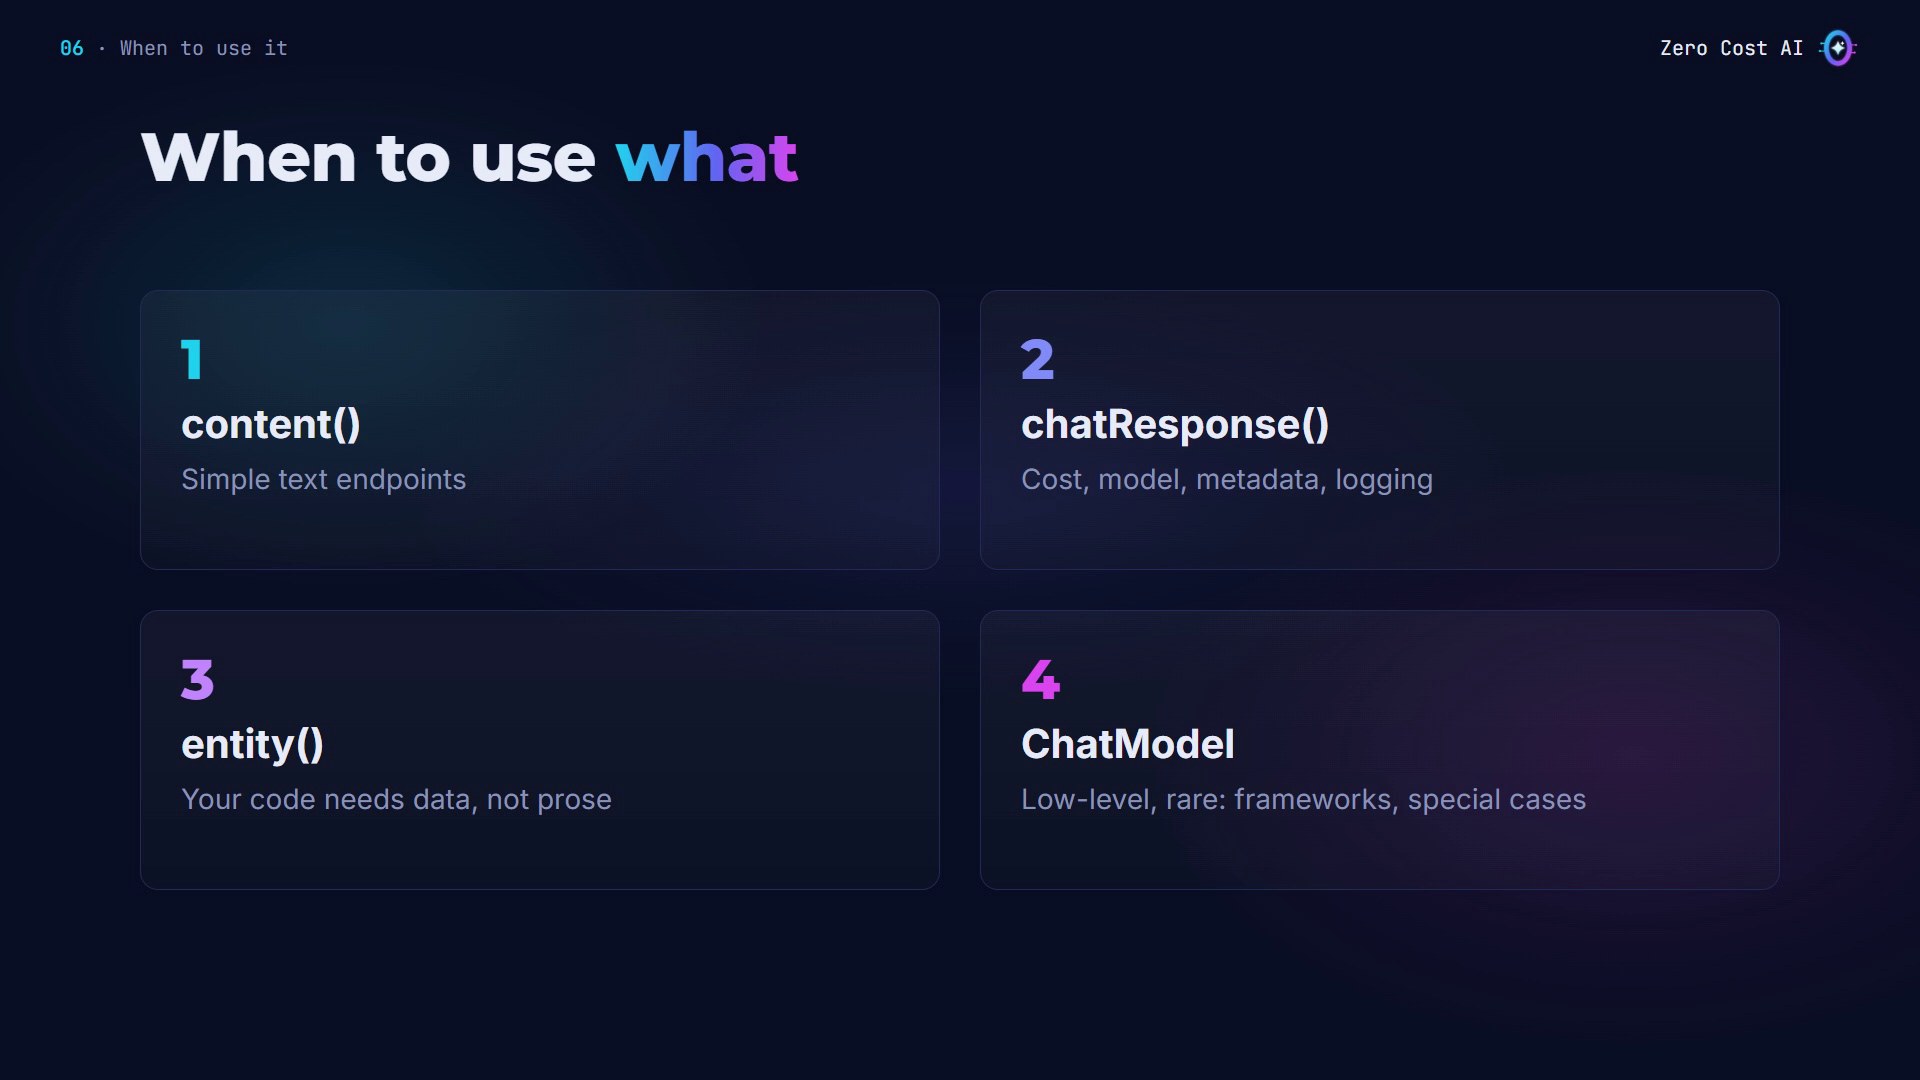 06 · When to use it
Zero Cost AI
When to use what
1
content()
Simple text endpoints
2
chatResponse()
Cost, model, metadata, logging
3
entity()
Your code needs data, not prose
4
ChatModel
Low-level, rare: frameworks, special cases